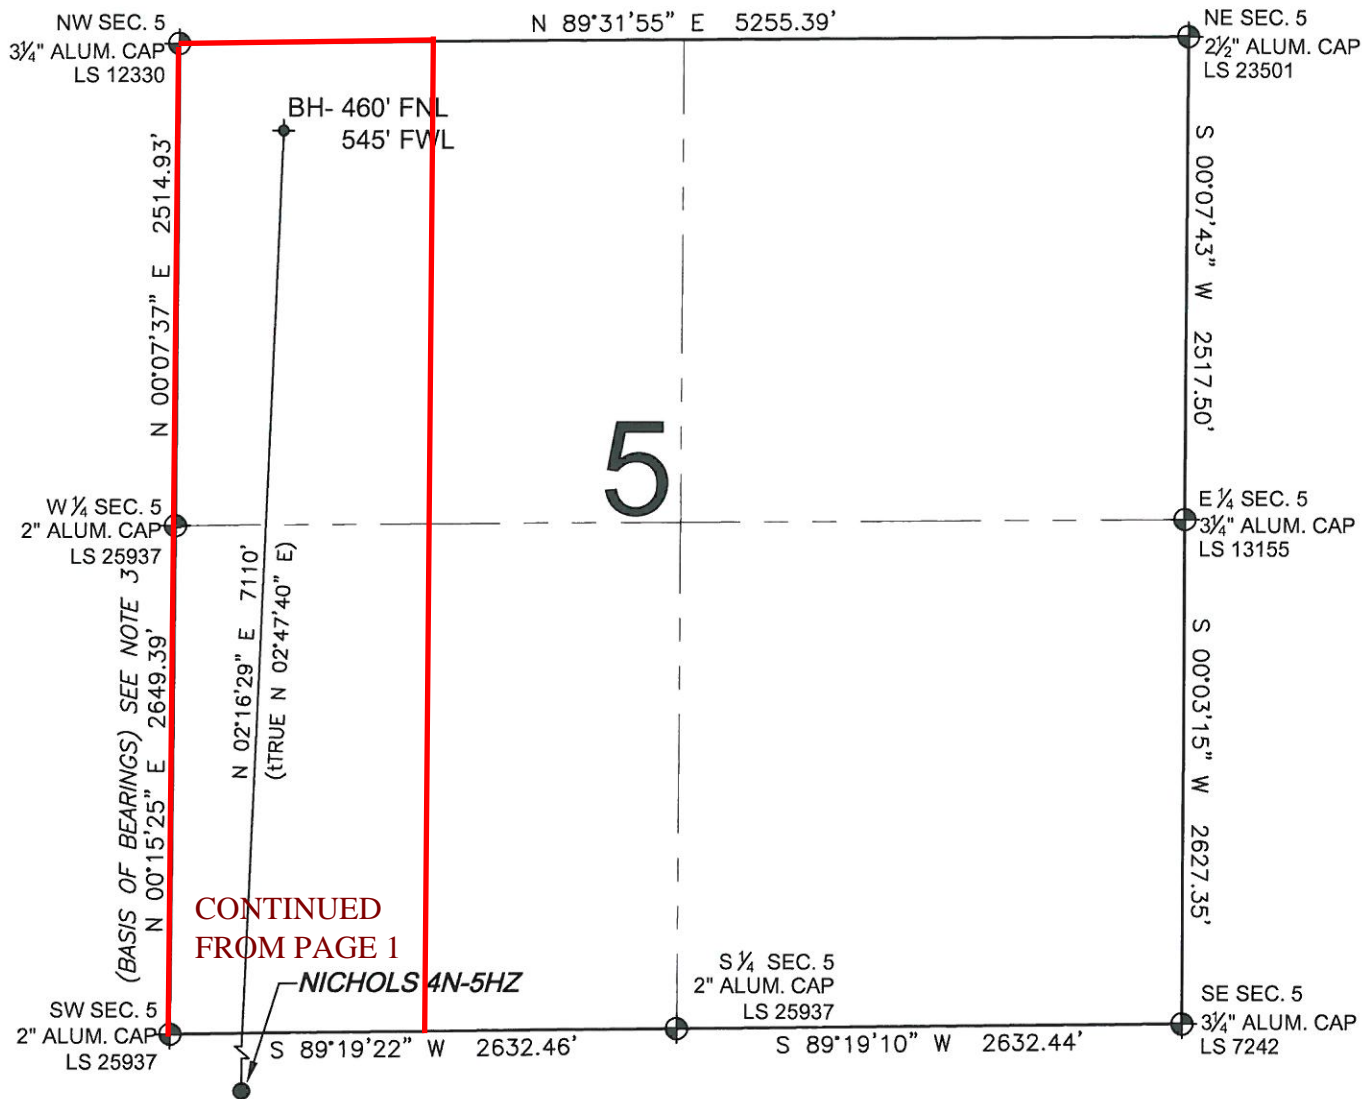 NW SEC. 5
3¼" ALUM. CAP
LS 12330
N 89°31'55" E 5255.39'
NE SEC. 5
2½" ALUM. CAP
LS 23501
BH- 460' FNL
545' FWL
N 00°07'37" E 2514.93'
S 00°07'43" W 2517.50'
5
W ¼ SEC. 5
2" ALUM. CAP
LS 25937
E ¼ SEC. 5
3¼" ALUM. CAP
LS 13155
N 02°16'29" E 7110'
(tTRUE N 02°47'40" E)
(BASIS OF BEARINGS) SEE NOTE 3
N 00°15'25" E 2649.39'
S 00°03'15" W 2627.35'
CONTINUED
FROM PAGE 1
NICHOLS 4N-5HZ
S ¼ SEC. 5
2" ALUM. CAP
LS 25937
SW SEC. 5
2" ALUM. CAP
LS 25937
SE SEC. 5
3¼" ALUM. CAP
LS 7242
S 89°19'22" W 2632.46'
S 89°19'10" W 2632.44'